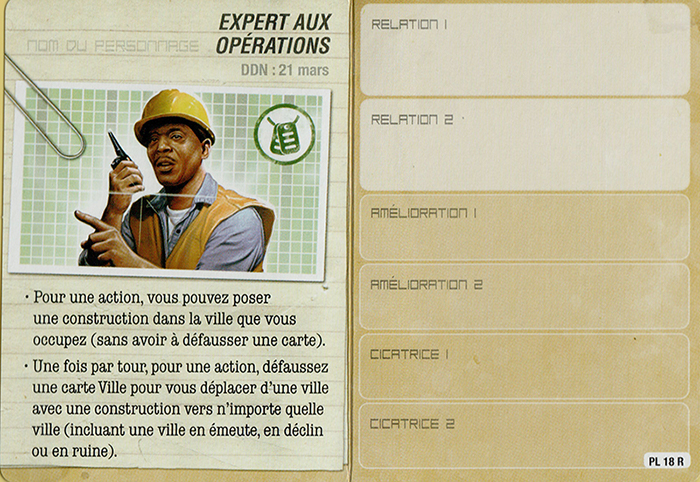 EXPERT AUX
NOM DU PERSONNAGE OPÉRATIONS
DDN : 21 mars
· Pour une action, vous pouvez poser
une construction dans la ville que vous
occupez (sans avoir à défausser une carte).
· Une fois par tour, pour une action, défaussez
une carte Ville pour vous déplacer d'une ville
avec une construction vers n'importe quelle
ville (incluant une ville en émeute, en déclin
ou en ruine).
RELATION 1
RELATION 2
AMÉLIORATION 1
AMÉLIORATION 2
CICATRICE 1
CICATRICE 2
PL 18 R